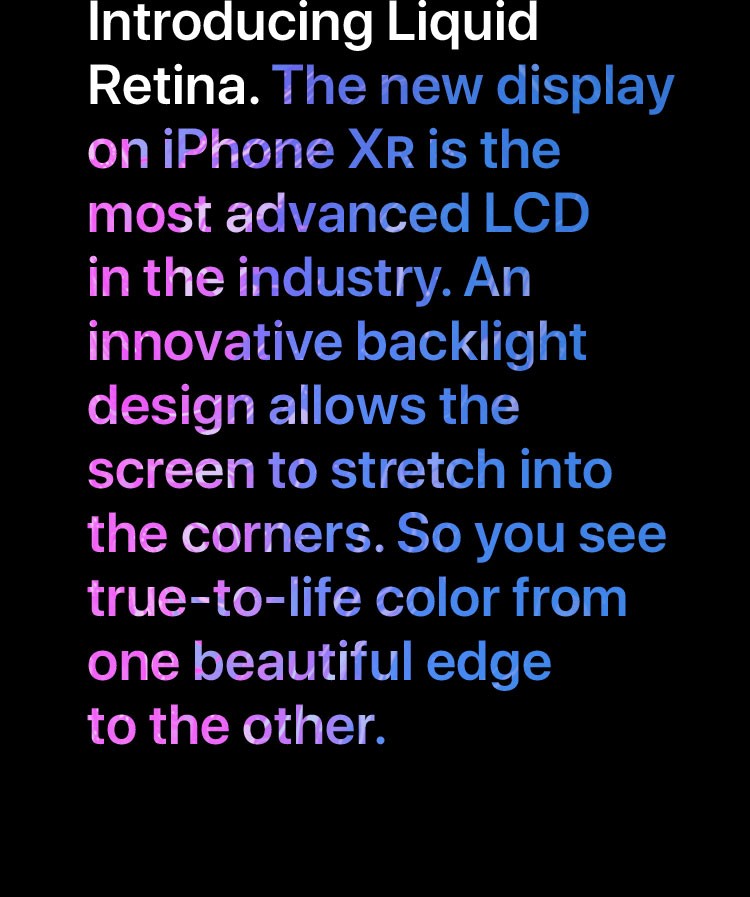 Introducing Liquid
Retina. The new display
on iPhone XR is the
most advanced LCD
in the industry. An
innovative backlight
design allows the
screen to stretch into
the corners. So you see
true-to-life color from
one beautiful edge
to the other.